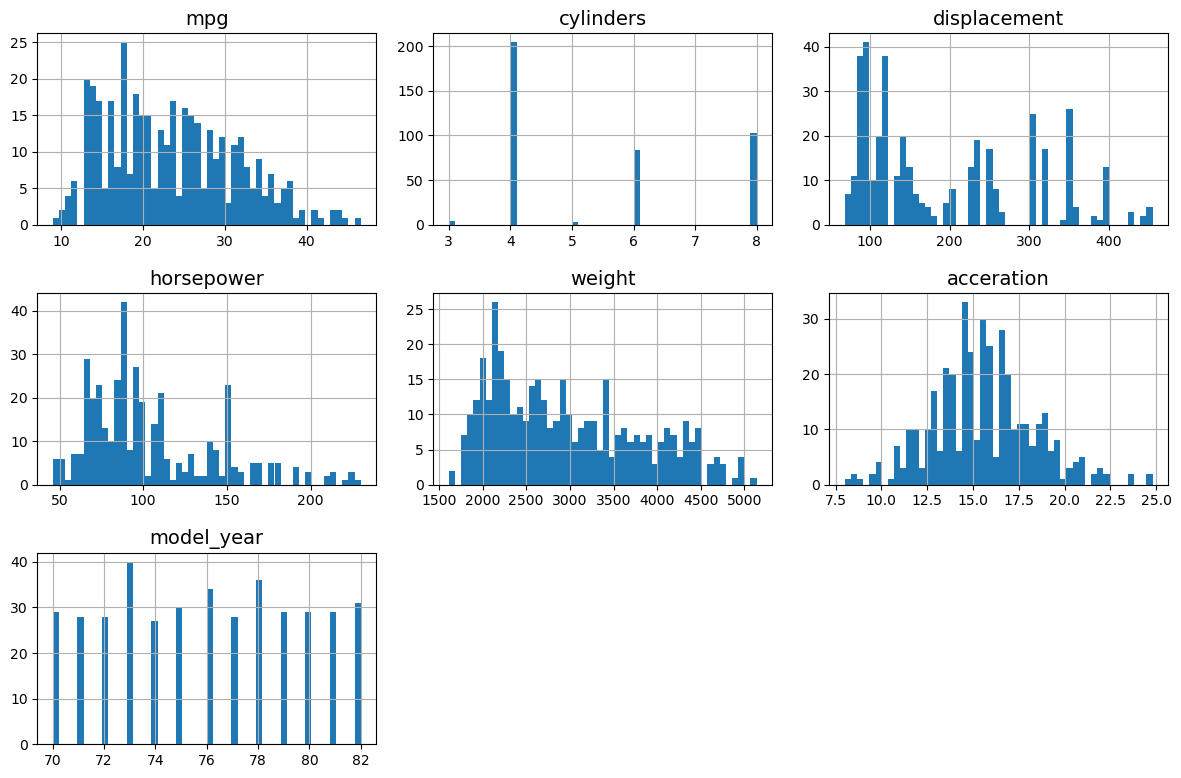 mpg
25
20
15
10
5
0
10 20 30 40
cylinders
200
150
100
50
0
3 4 5 6 7 8
displacement
40
30
20
10
0
100 200 300 400
horsepower
40
30
20
10
0
50 100 150 200
weight
25
20
15
10
5
0
1500 2000 2500 3000 3500 4000 4500 5000
acceration
30
20
10
0
7.5 10.0 12.5 15.0 17.5 20.0 22.5 25.0
model_year
40
30
20
10
0
70 72 74 76 78 80 82